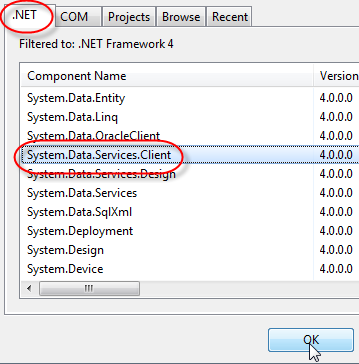 .NET COM Projects Browse Recent
Filtered to: .NET Framework 4
Component Name Version
System.Data.Entity 4.0.0.0
System.Data.Linq 4.0.0.0
System.Data.OracleClient 4.0.0.0
System.Data.Services.Client 4.0.0.0
System.Data.Services.Design 4.0.0.0
System.Data.Services 4.0.0.0
System.Data.SqlXml 4.0.0.0
System.Deployment 4.0.0.0
System.Design 4.0.0.0
System.Device 4.0.0.0
OK